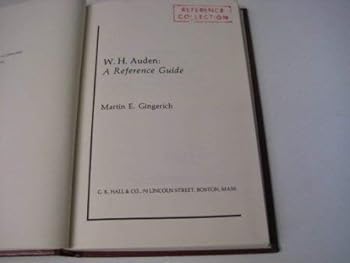 REFERENCE
COLLECTION
W. H. Auden:
A Reference Guide
Martin E. Gingerich
G. K. HALL & CO., 70 LINCOLN STREET, BOSTON, MASS.